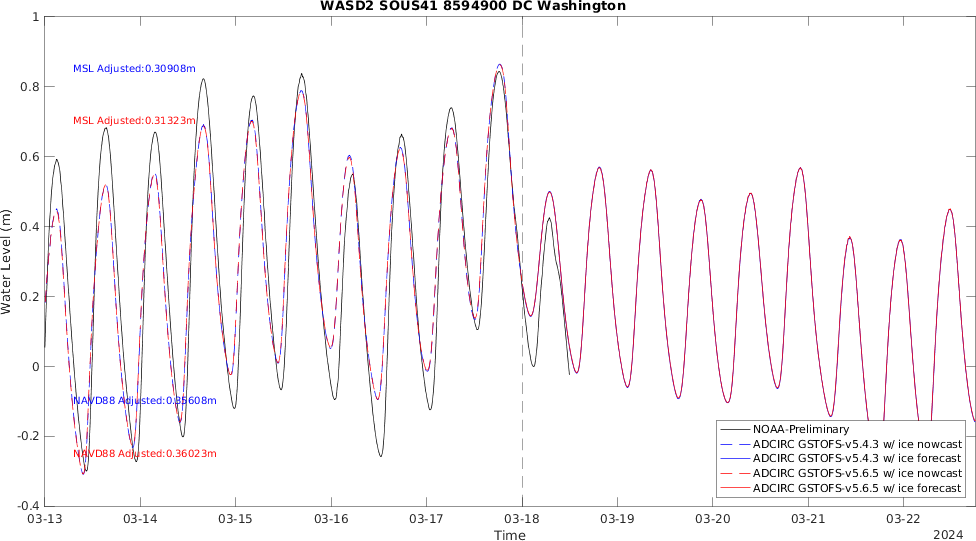 WASD2 SOUS41 8594900 DC Washington
1
0.8
0.6
0.4
0.2
0
-0.2
-0.4
Water Level (m)
MSL Adjusted:0.30908m
MSL Adjusted:0.31323m
NAVD88 Adjusted:0.35608m
NAVD88 Adjusted:0.36023m
NOAA-Preliminary
ADCIRC GSTOFS-v5.4.3 w/ ice nowcast
ADCIRC GSTOFS-v5.4.3 w/ ice forecast
ADCIRC GSTOFS-v5.6.5 w/ ice nowcast
ADCIRC GSTOFS-v5.6.5 w/ ice forecast
03-13 03-14 03-15 03-16 03-17 03-18 03-19 03-20 03-21 03-22
Time
2024